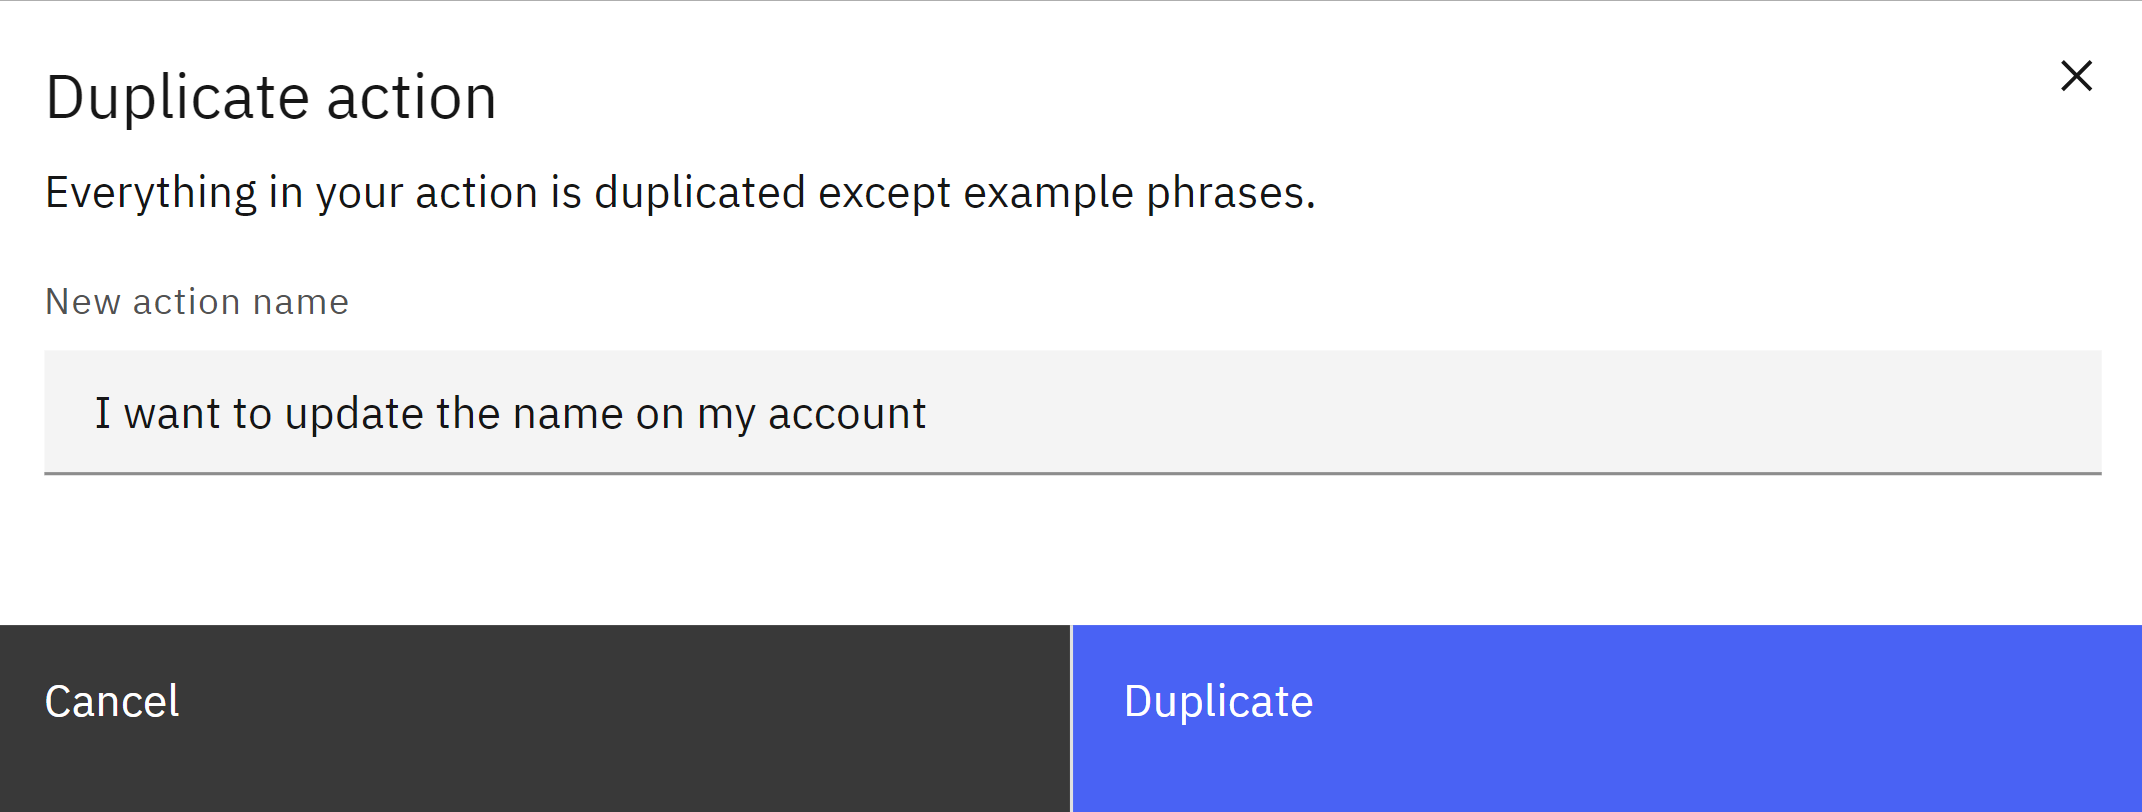 Duplicate action
Everything in your action is duplicated except example phrases.
New action name
I want to update the name on my account
Cancel
Duplicate